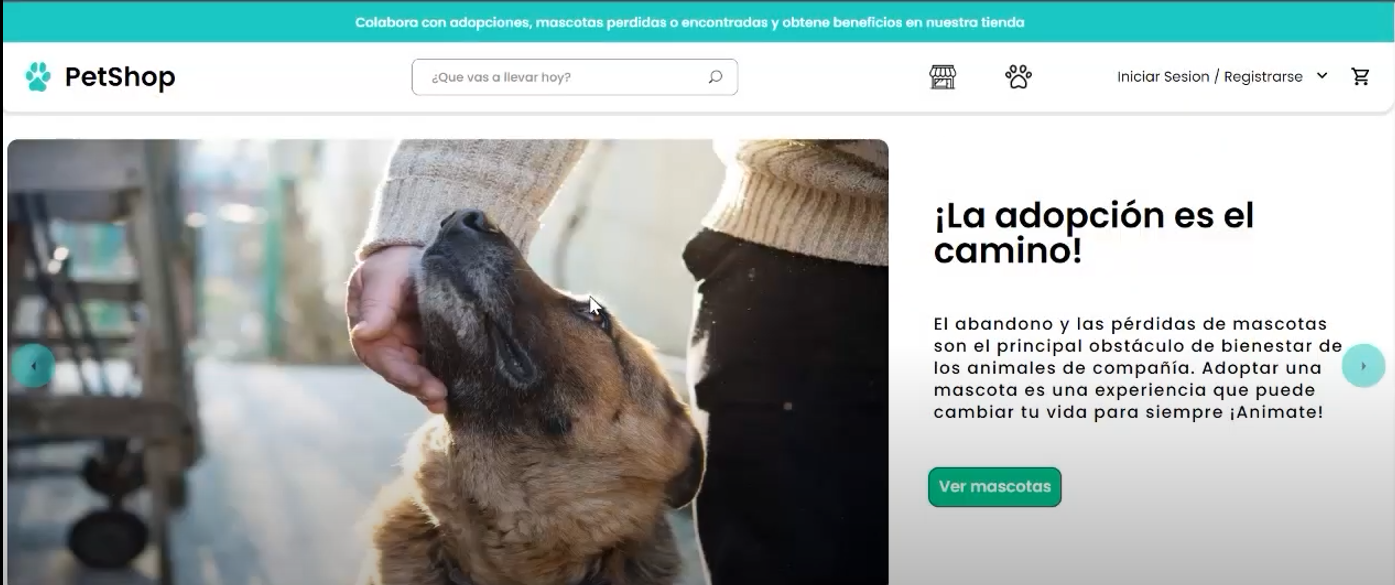 Colabora con adopciones, mascotas perdidas o encontradas y obtene beneficios en nuestra tienda
PetShop
¿Que vas a llevar hoy?
Iniciar Sesion / Registrarse
¡La adopción es el
camino!
El abandono y las pérdidas de mascotas
son el principal obstáculo de bienestar de
los animales de compañía. Adoptar una
mascota es una experiencia que puede
cambiar tu vida para siempre ¡Animate!
Ver mascotas